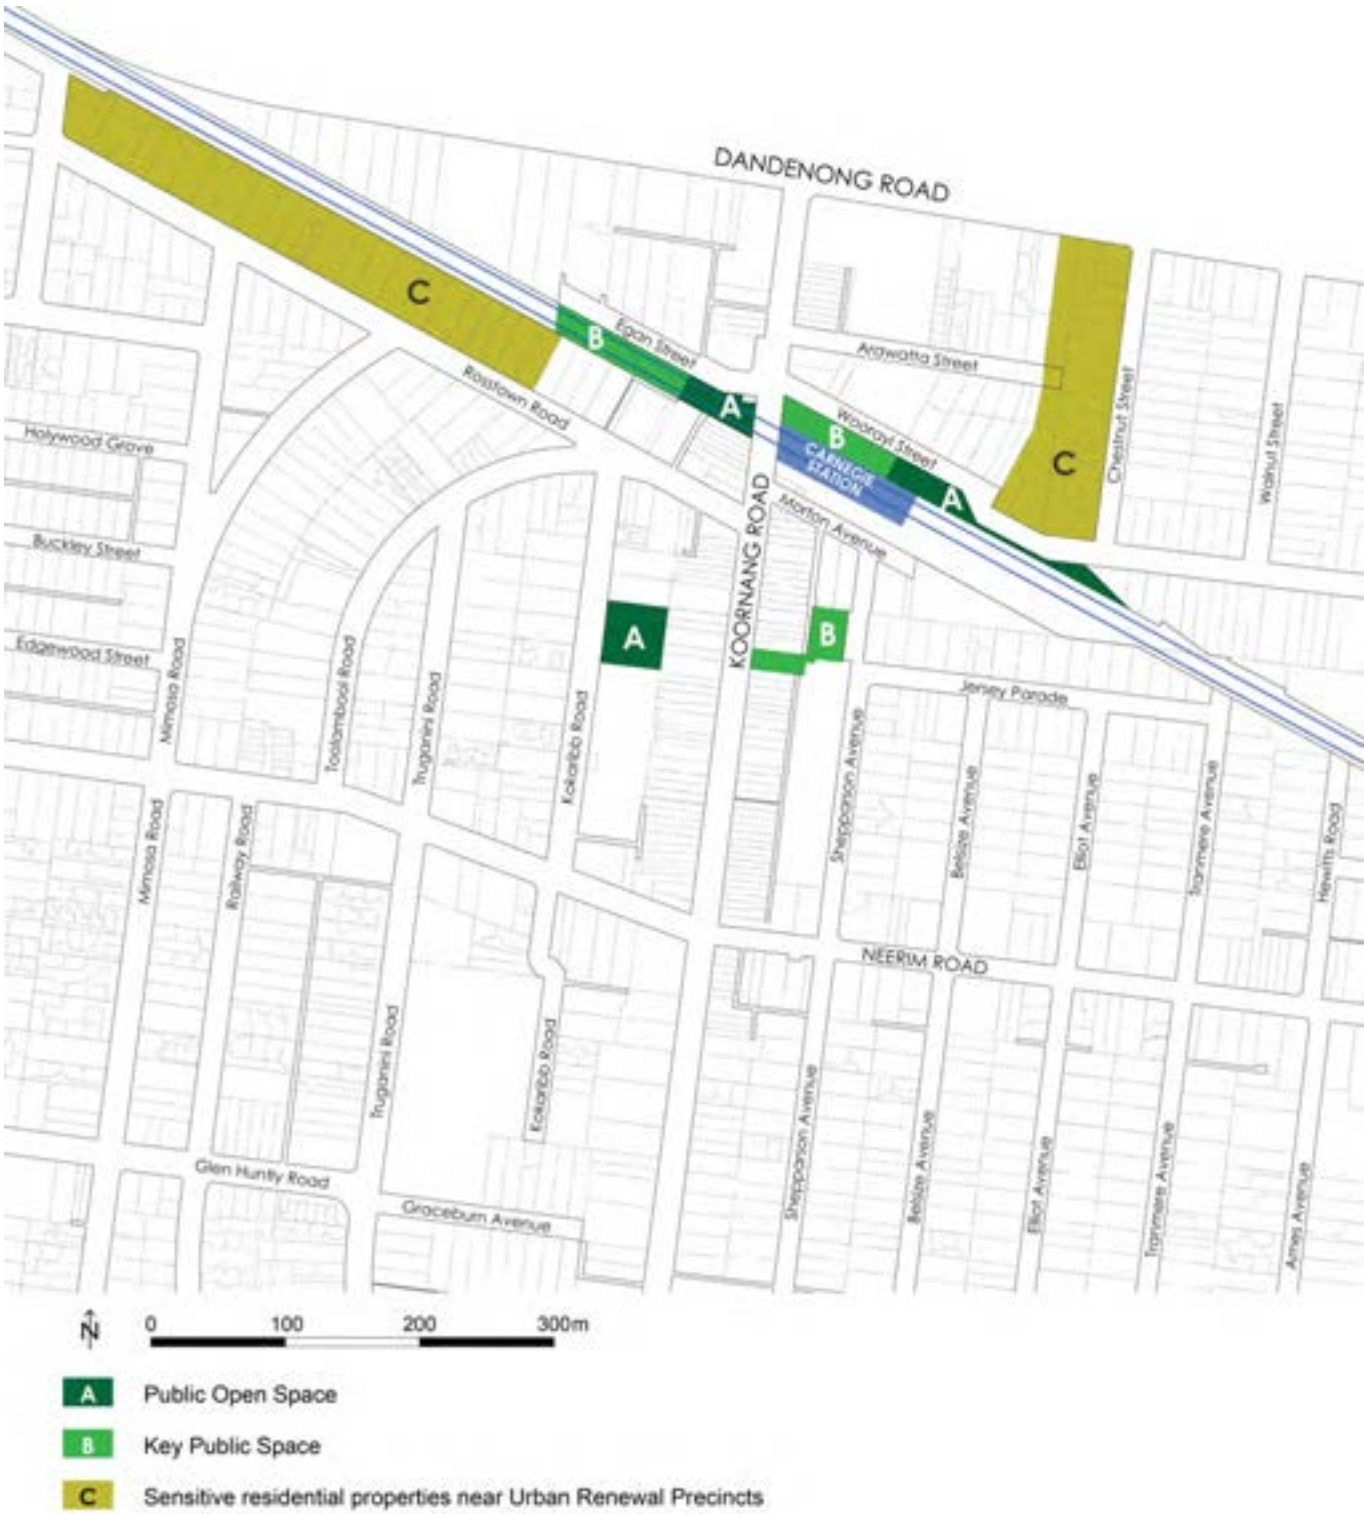 DANDENONG ROAD
C
B
Egan Street
Arawatta Street
Rosstown Road
A
Woorayl Street
B
CARNEGIE
STATION
Chestnut Street
Walnut Street
C
A
Holywood Grove
Morton Avenue
KOORNANG ROAD
Buckley Street
A
B
Edgewood Street
Mimosa Road
Toolambool Road
Truganini Road
Kokaribb Road
Jersey Parade
Shepparson Avenue
Belsize Avenue
Elliot Avenue
Tranmere Avenue
Hewitts Road
Mimosa Road
Railway Road
NEERIM ROAD
Truganini Road
Kokaribb Road
Shepparson Avenue
Belsize Avenue
Elliot Avenue
Tranmere Avenue
Ames Avenue
Glen Huntly Road
Graceburn Avenue
N
0 100 200 300m
A Public Open Space
B Key Public Space
C Sensitive residential properties near Urban Renewal Precincts